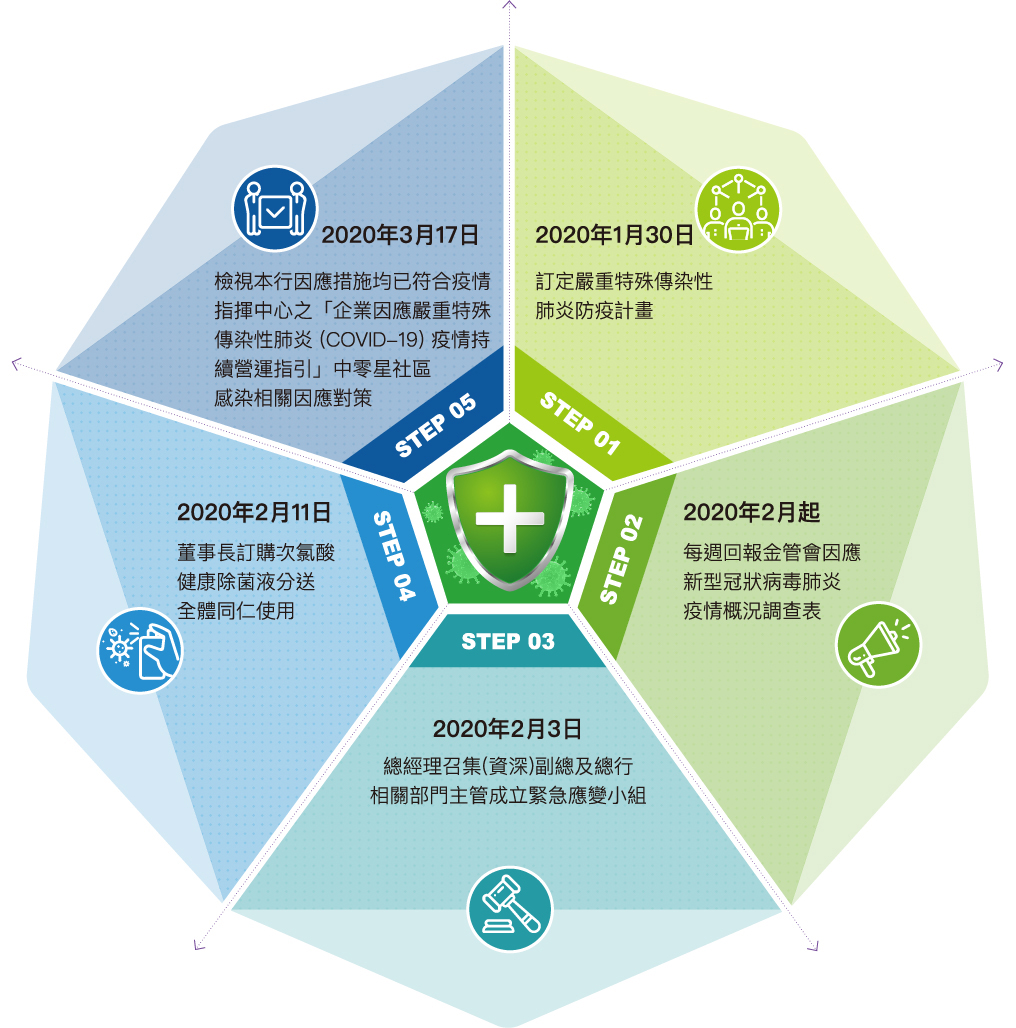 STEP 01
2020年1月30日
訂定嚴重特殊傳染性
肺炎防疫計畫
STEP 02
2020年2月起
每週回報金管會因應
新型冠狀病毒肺炎
疫情概況調查表
STEP 03
2020年2月3日
總經理召集(資深)副總及總行
相關部門主管成立緊急應變小組
STEP 04
2020年2月11日
董事長訂購次氯酸
健康除菌液分送
全體同仁使用
STEP 05
2020年3月17日
檢視本行因應措施均已符合疫情
指揮中心之「企業因應嚴重特殊
傳染性肺炎 (COVID–19) 疫情持
續營運指引」中零星社區
感染相關因應對策